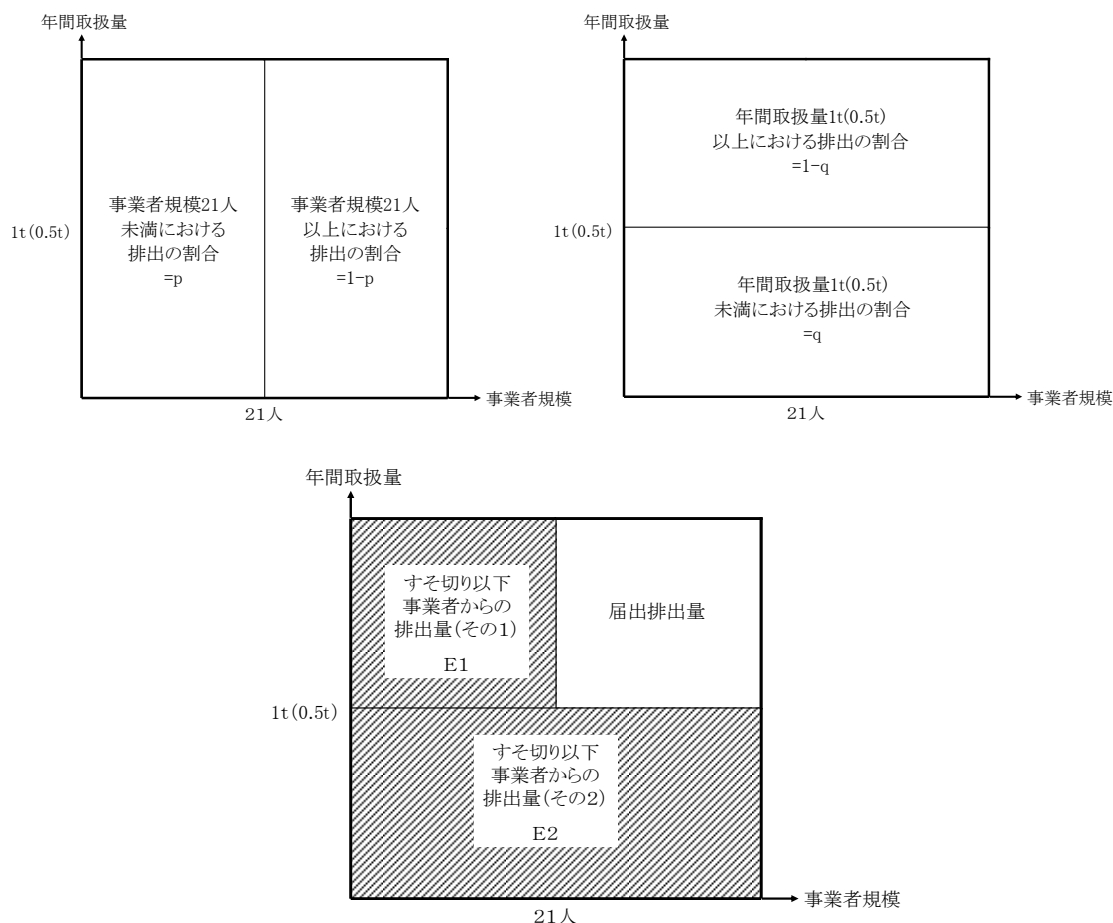 年間取扱量
1t(0.5t)
事業者規模21人
未満における
排出の割合
=p
事業者規模21人
以上における
排出の割合
=1-p
21人
事業者規模
年間取扱量
1t(0.5t)
年間取扱量1t(0.5t)
以上における排出の割合
=1-q
年間取扱量1t(0.5t)
未満における排出の割合
=q
21人
事業者規模
年間取扱量
すそ切り以下
事業者からの
排出量(その1)
E1
届出排出量
1t(0.5t)
すそ切り以下
事業者からの
排出量(その2)
E2
21人
事業者規模